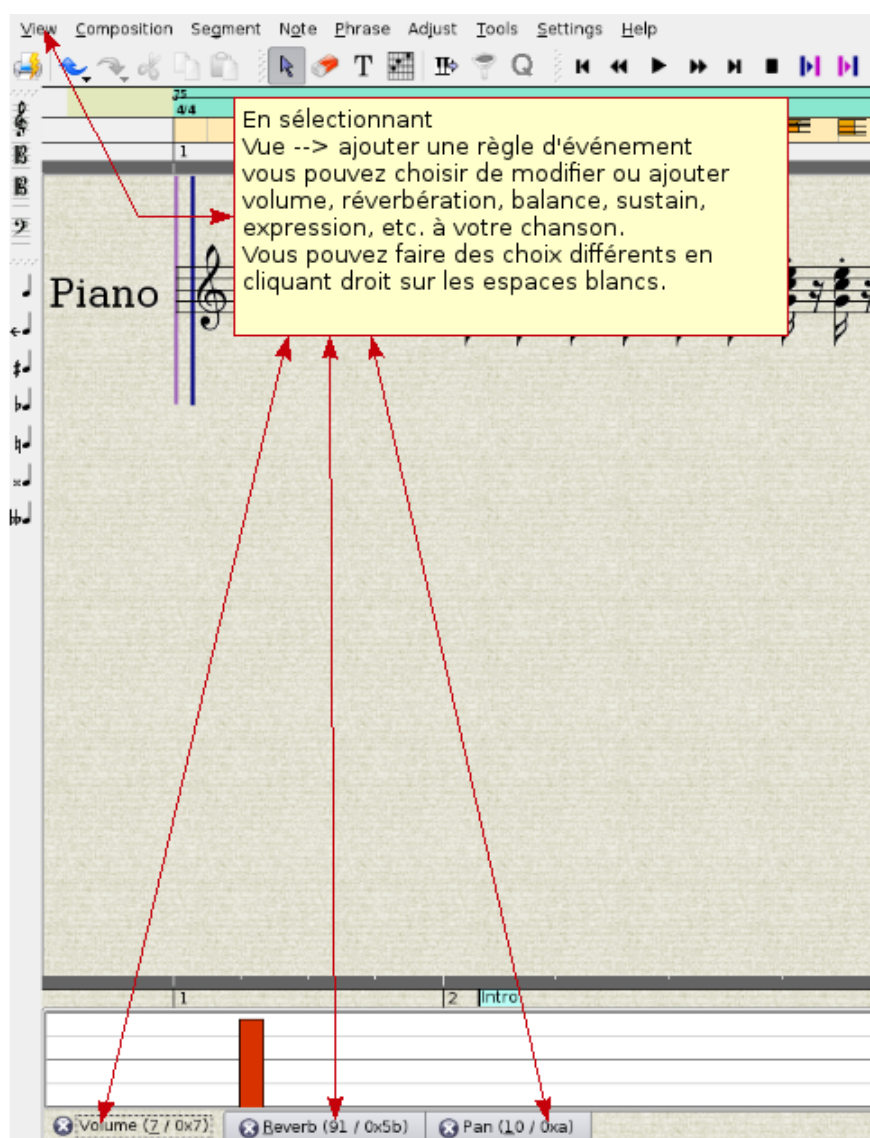 View Composition Segment Note Phrase Adjust Tools Settings Help
T Q
75
4/4
1
En sélectionnant
Vue --> ajouter une règle d'événement
vous pouvez choisir de modifier ou ajouter
volume, réverbération, balance, sustain,
expression, etc. à votre chanson.
Vous pouvez faire des choix différents en
cliquant droit sur les espaces blancs.
Piano
1 2 Intro
Volume (7 / 0x7) Reverb (91 / 0x5b) Pan (10 / 0xa)